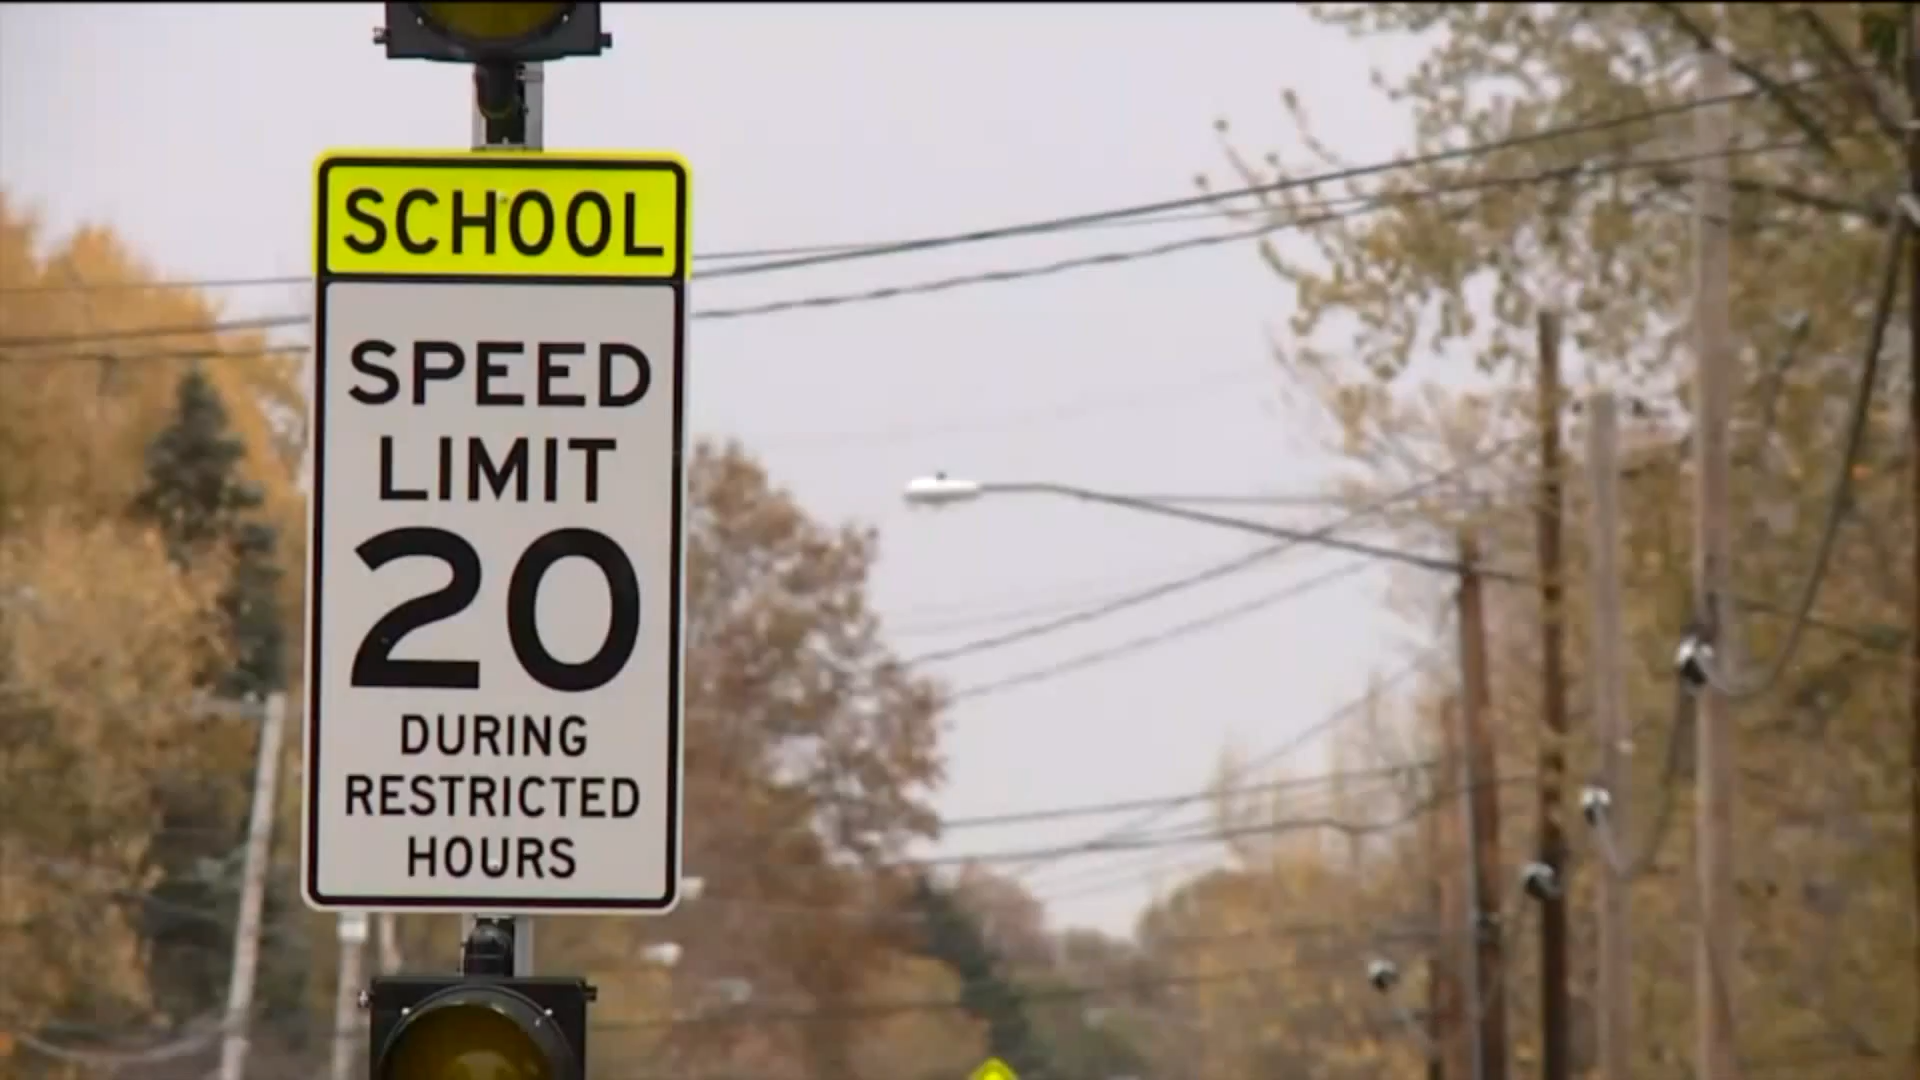 SCHOOL
SPEED
LIMIT
20
DURING
RESTRICTED
HOURS